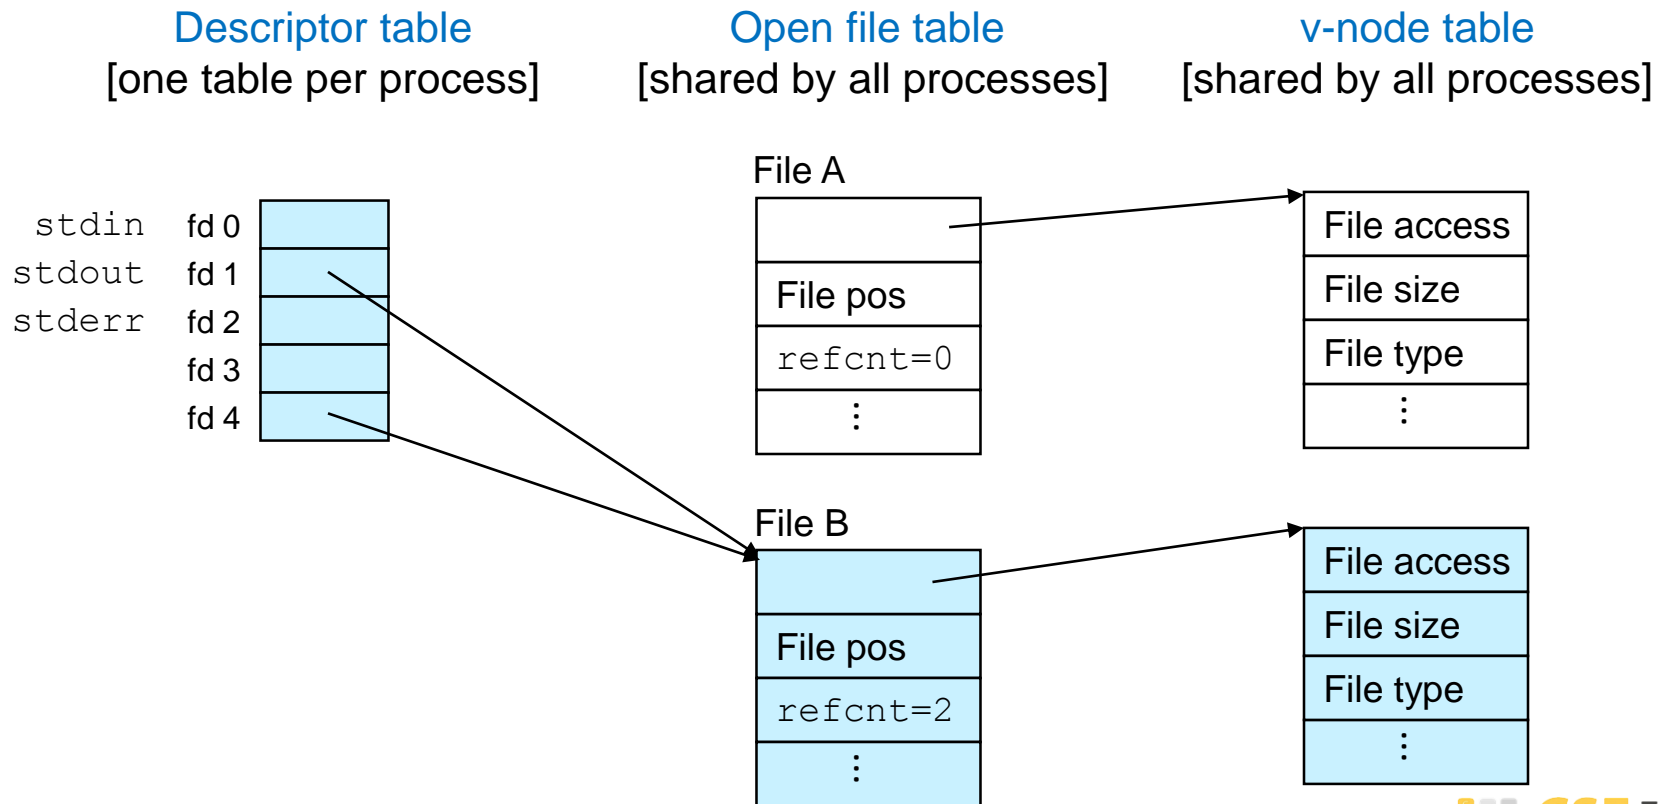 Descriptor table
[one table per process]
Open file table
[shared by all processes]
v-node table
[shared by all processes]
stdin fd 0
stdout fd 1
stderr fd 2
fd 3
fd 4
File A
File pos
refcnt=0
⋮
File access
File size
File type
⋮
File B
File pos
refcnt=2
⋮
File access
File size
File type
⋮